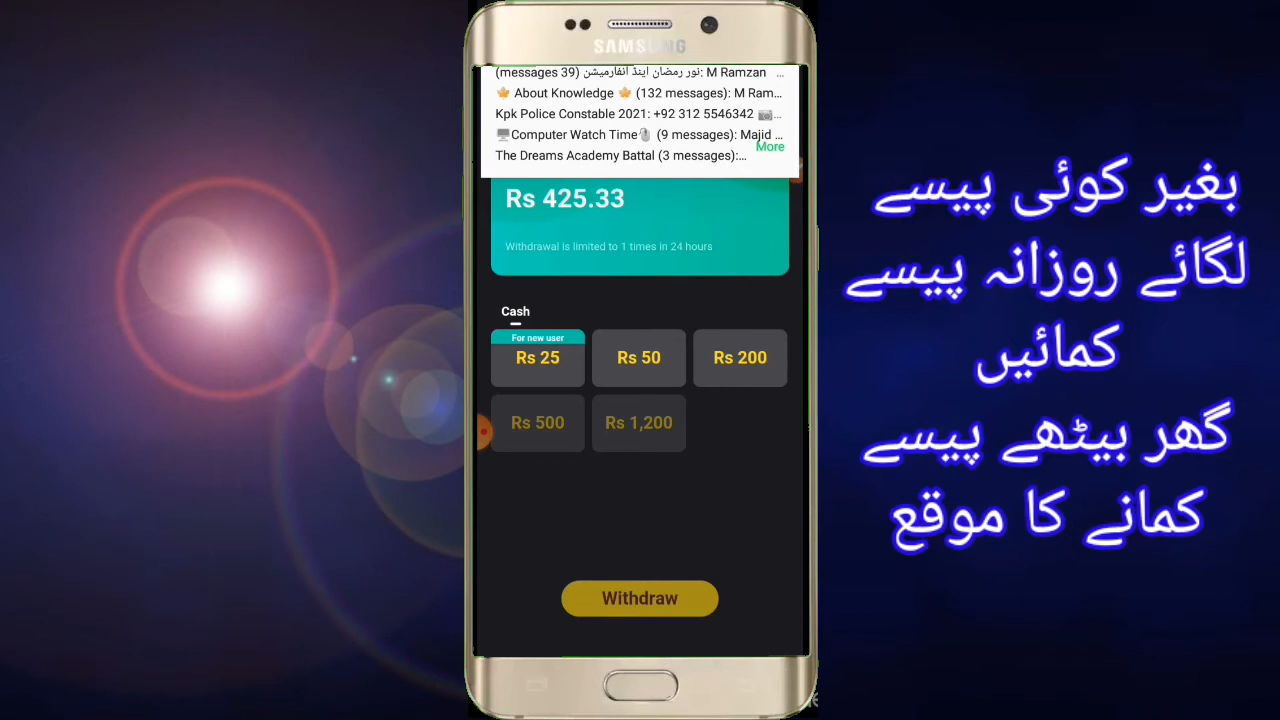 SAMSUNG
(messages 39) نور رمضان اینڈ انفارمیشن: M Ramzan ...
🍁 About Knowledge 🍁 (132 messages): M Ram...
Kpk Police Constable 2021: +92 312 5546342 📷...
🖥️Computer Watch Time🖱️ (9 messages): Majid ...
The Dreams Academy Battal (3 messages):...
More
Rs 425.33
Withdrawal is limited to 1 times in 24 hours
Cash
For new user
Rs 25
Rs 50
Rs 200
Rs 500
Rs 1,200
Withdraw
بغیر کوئی پیسے
لگائے روزانہ پیسے
کمائیں
گھر بیٹھے پیسے
کمانے کا موقع